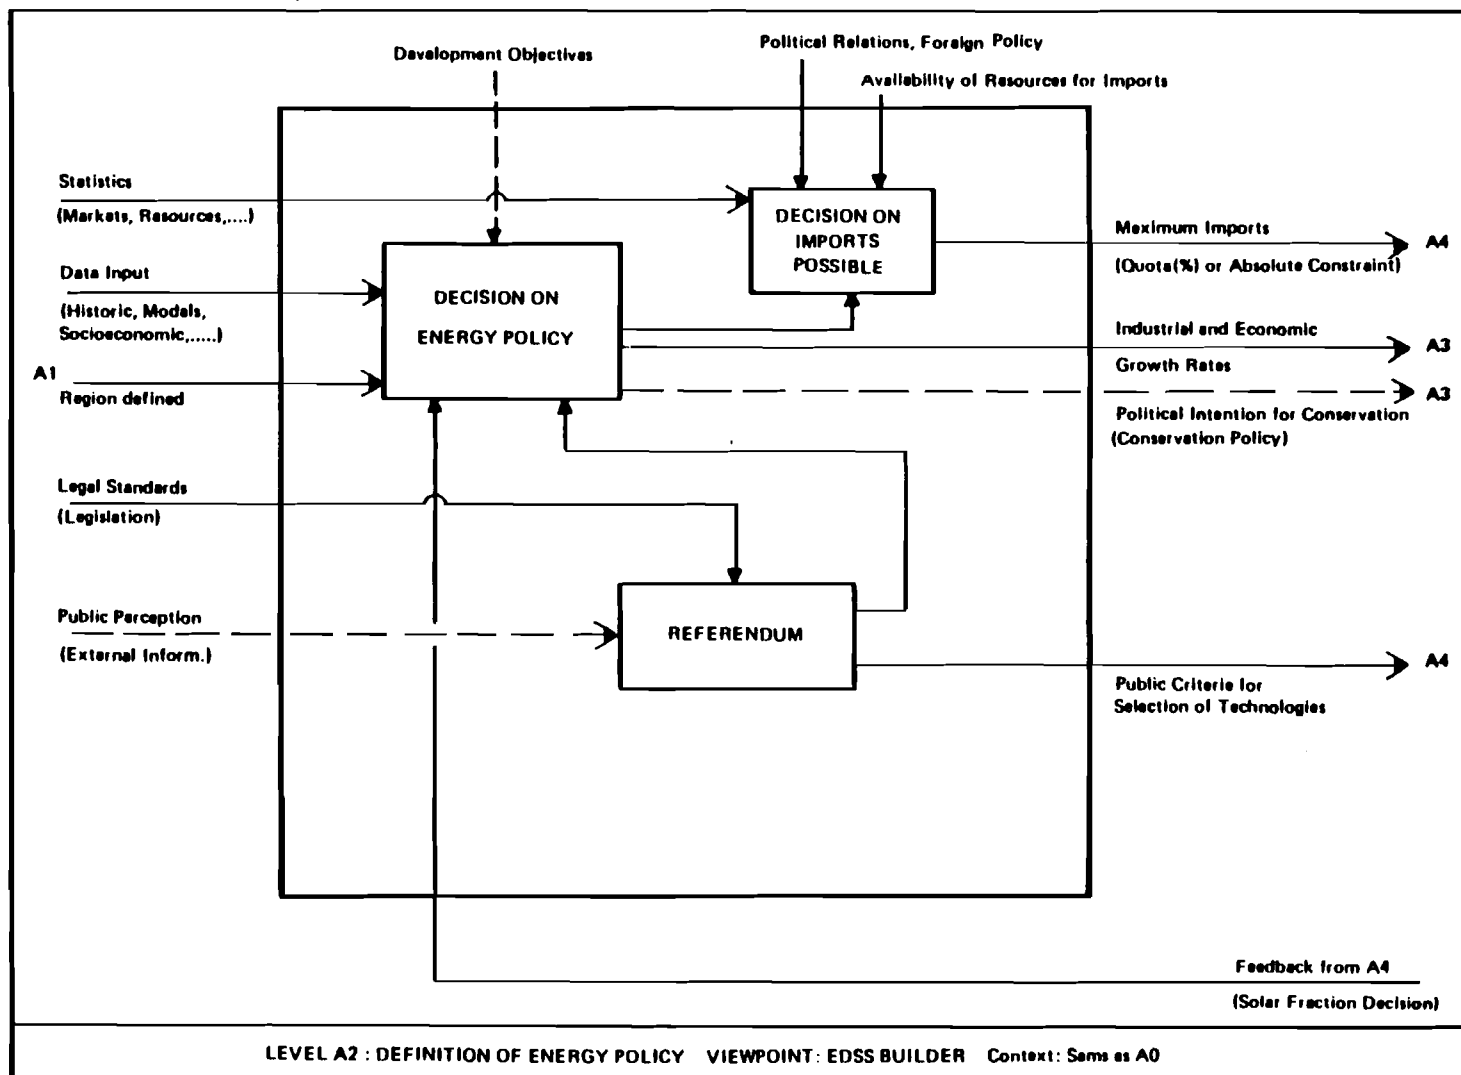 Development Objectives
Political Relations, Foreign Policy
Availability of Resources for Imports
Statistics
(Markets, Resources,....)
DECISION ON
IMPORTS
POSSIBLE
Maximum Imports
A4
(Quota(%) or Absolute Constraint)
Data Input
(Historic, Models,
Socioeconomic,.....)
DECISION ON
ENERGY POLICY
Industrial and Economic
A3
Growth Rates
A1
Region defined
A3
Political Intention for Conservation
(Conservation Policy)
Legal Standards
(Legislation)
Public Perception
(External Inform.)
REFERENDUM
A4
Public Criteria for
Selection of Technologies
Feedback from A4
(Solar Fraction Decision)
LEVEL A2 : DEFINITION OF ENERGY POLICY VIEWPOINT: EDSS BUILDER Context: Same as A0